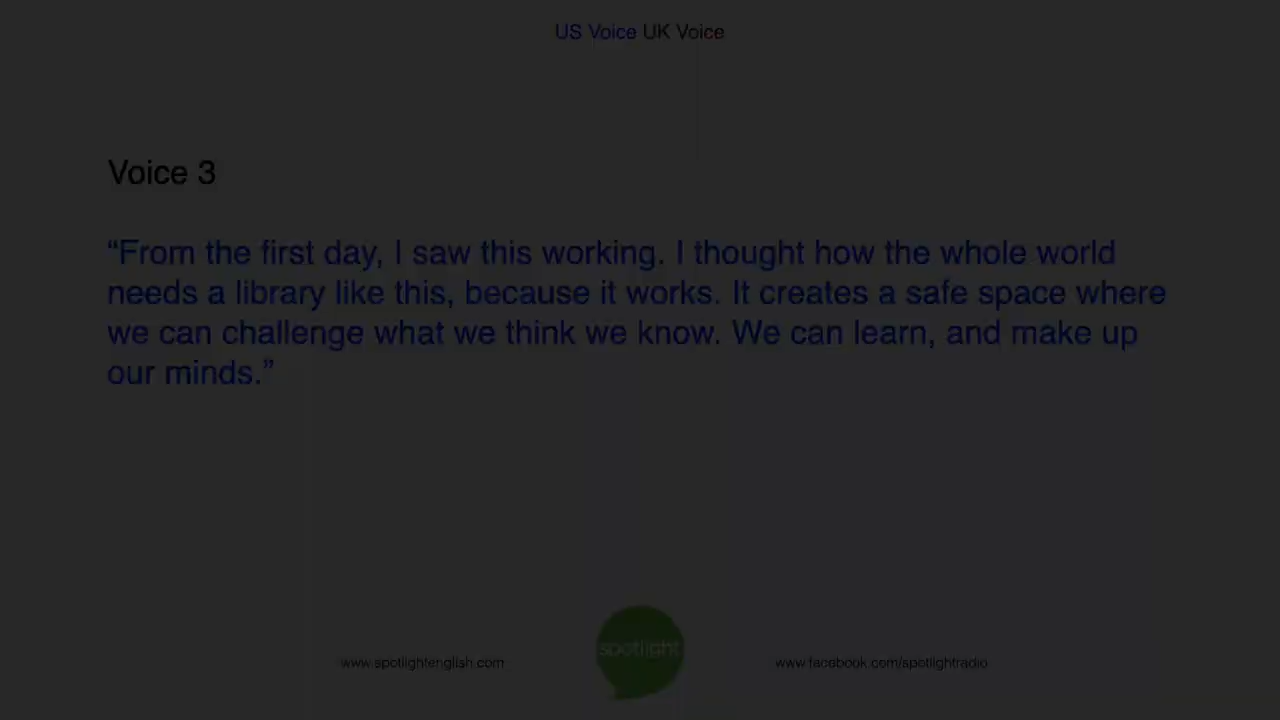 US Voice UK Voice
Voice 3
“From the first day, I saw this working. I thought how the whole world
needs a library like this, because it works. It creates a safe space where
we can challenge what we think we know. We can learn, and make up
our minds.”
spotlight
www.spotlightenglish.com
www.facebook.com/spotlightradio